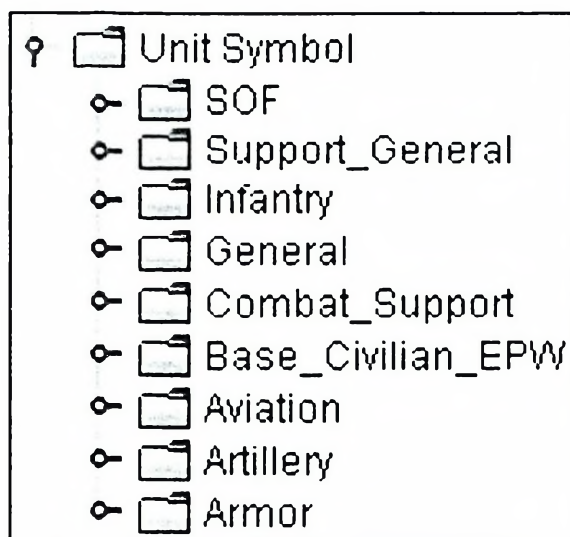 Unit Symbol
SOF
Support_General
Infantry
General
Combat_Support
Base_Civilian_EPW
Aviation
Artillery
Armor